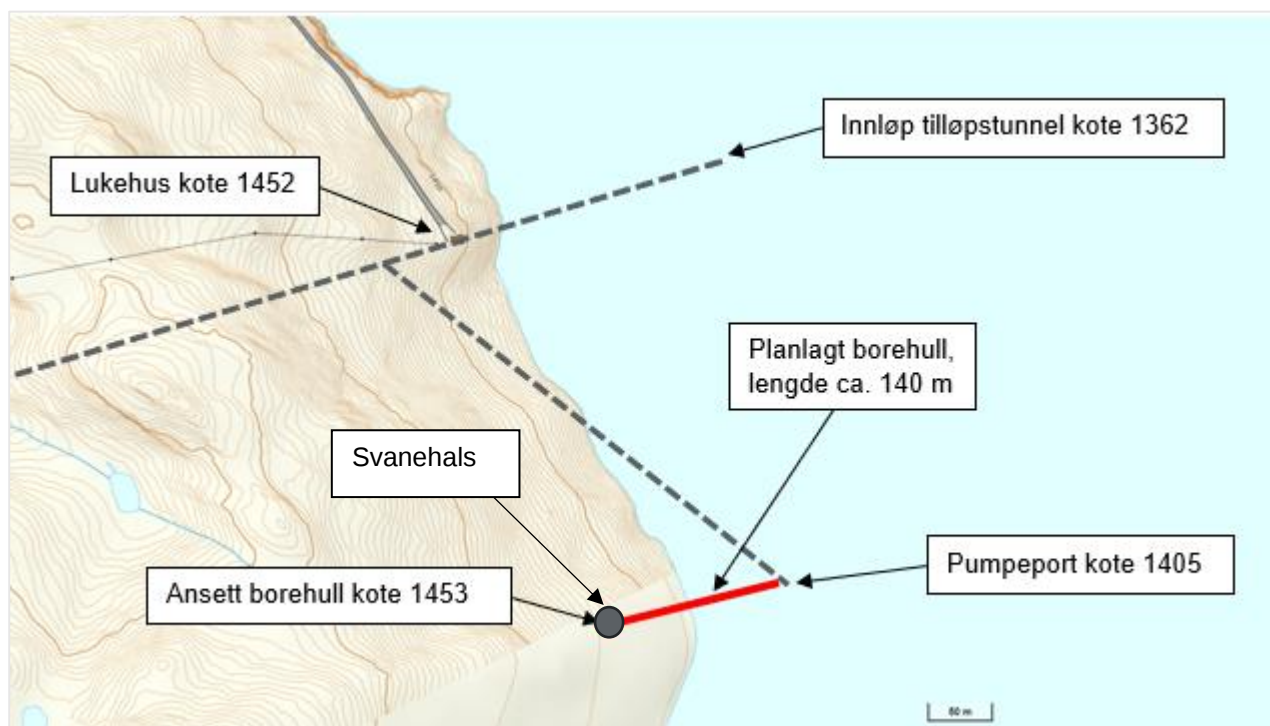 Innløp tilløpstunnel kote 1362
Lukehus kote 1452
Planlagt borehull,
lengde ca. 140 m
Svanehals
Pumpeport kote 1405
Ansett borehull kote 1453